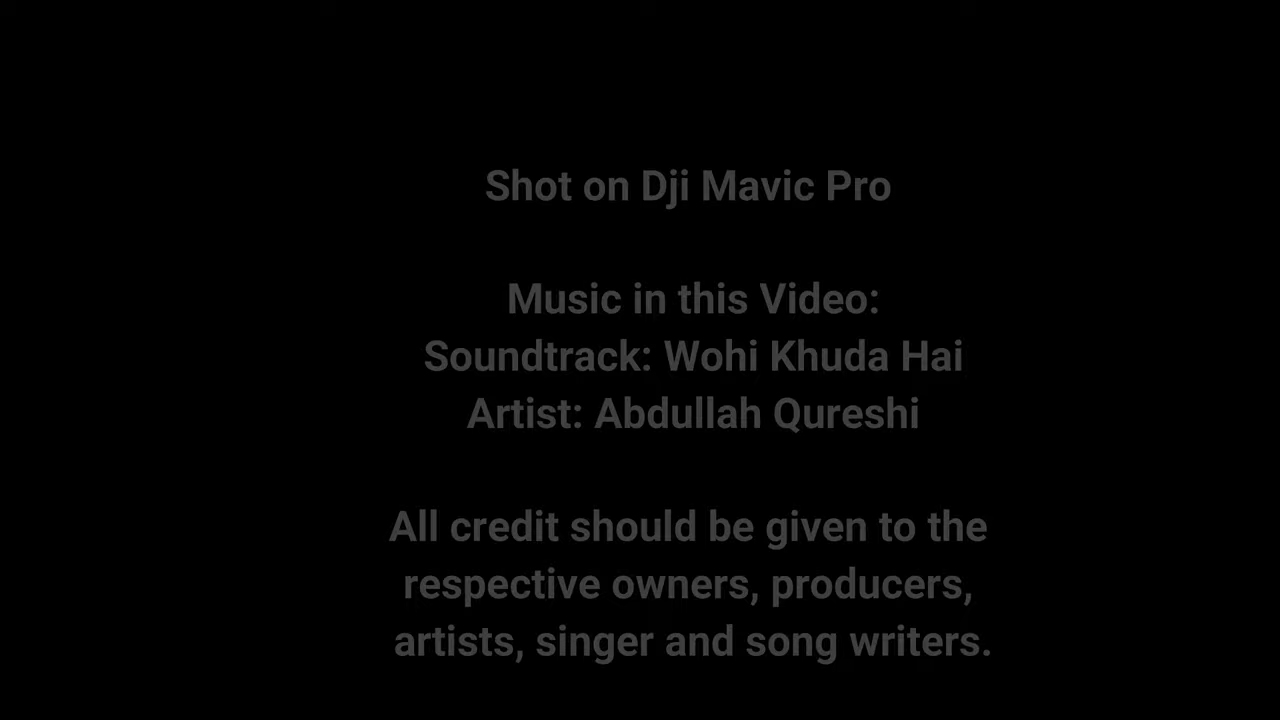 Shot on Dji Mavic Pro
Music in this Video:
Soundtrack: Wohi Khuda Hai
Artist: Abdullah Qureshi
All credit should be given to the
respective owners, producers,
artists, singer and song writers.